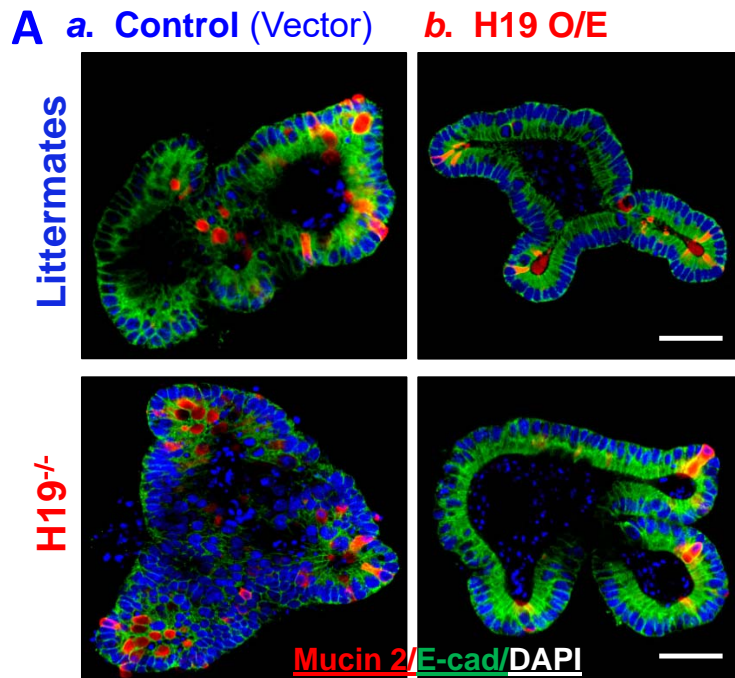 A a. Control (Vector) b. H19 O/E
Littermates
H19-/-
Mucin 2/E-cad/DAPI